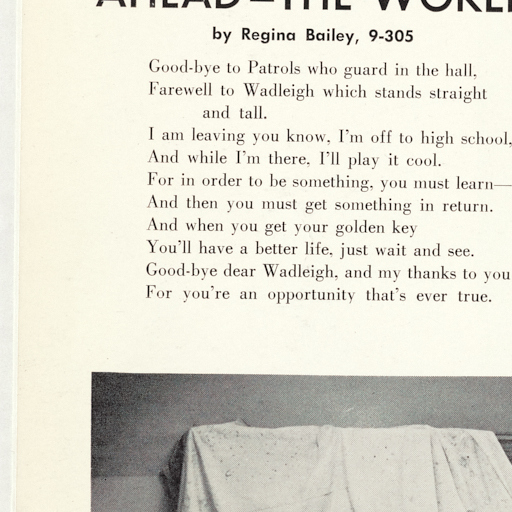 AHEAD—THE WORL
by Regina Bailey, 9-305
Good-bye to Patrols who guard in the hall,
Farewell to Wadleigh which stands straight
and tall.
I am leaving you know, I'm off to high school,
And while I'm there, I'll play it cool.
For in order to be something, you must learn—
And then you must get something in return.
And when you get your golden key
You'll have a better life, just wait and see.
Good-bye dear Wadleigh, and my thanks to you
For you're an opportunity that's ever true.